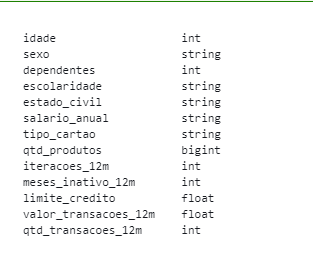 idade int
sexo string
dependentes int
escolaridade string
estado_civil string
salario_anual string
tipo_cartao string
qtd_produtos bigint
iteracoes_12m int
meses_inativo_12m int
limite_credito float
valor_transacoes_12m float
qtd_transacoes_12m int